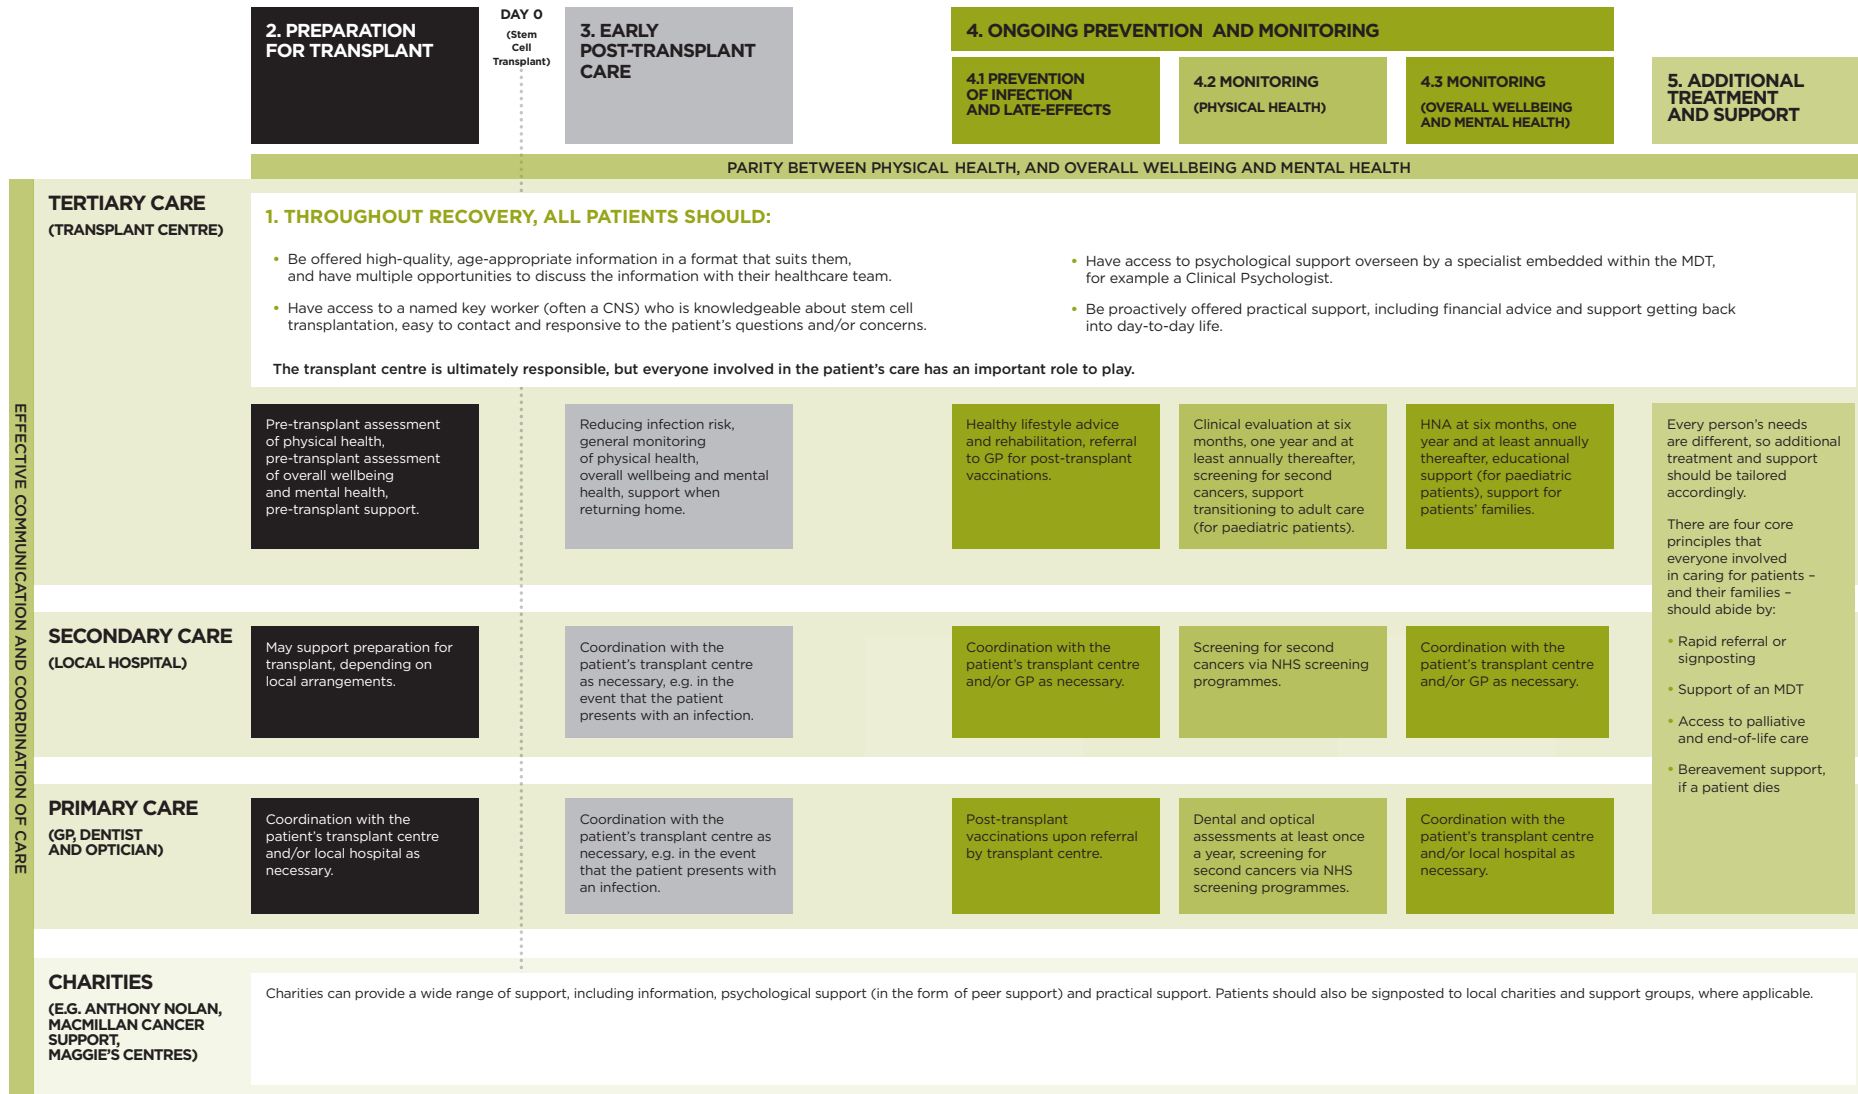 2. PREPARATION
FOR TRANSPLANT
DAY 0
(Stem
Cell
Transplant)
3. EARLY
POST-TRANSPLANT
CARE
4. ONGOING PREVENTION AND MONITORING
4.1 PREVENTION
OF INFECTION
AND LATE-EFFECTS
4.2 MONITORING
(PHYSICAL HEALTH)
4.3 MONITORING
(OVERALL WELLBEING
AND MENTAL HEALTH)
5. ADDITIONAL
TREATMENT
AND SUPPORT
PARITY BETWEEN PHYSICAL HEALTH, AND OVERALL WELLBEING AND MENTAL HEALTH
EFFECTIVE COMMUNICATION AND COORDINATION OF CARE
TERTIARY CARE
(TRANSPLANT CENTRE)
1. THROUGHOUT RECOVERY, ALL PATIENTS SHOULD:
• Be offered high-quality, age-appropriate information in a format that suits them,
and have multiple opportunities to discuss the information with their healthcare team.
• Have access to a named key worker (often a CNS) who is knowledgeable about stem cell
transplantation, easy to contact and responsive to the patient's questions and/or concerns.
• Have access to psychological support overseen by a specialist embedded within the MDT,
for example a Clinical Psychologist.
• Be proactively offered practical support, including financial advice and support getting back
into day-to-day life.
The transplant centre is ultimately responsible, but everyone involved in the patient's care has an important role to play.
Pre-transplant assessment
of physical health,
pre-transplant assessment
of overall wellbeing
and mental health,
pre-transplant support.
Reducing infection risk,
general monitoring
of physical health,
overall wellbeing and mental
health, support when
returning home.
Healthy lifestyle advice
and rehabilitation, referral
to GP for post-transplant
vaccinations.
Clinical evaluation at six
months, one year and at
least annually thereafter,
screening for second
cancers, support
transitioning to adult care
(for paediatric patients).
HNA at six months, one
year and at least annually
thereafter, educational
support (for paediatric
patients), support for
patients' families.
Every person's needs
are different, so additional
treatment and support
should be tailored
accordingly.
There are four core
principles that
everyone involved
in caring for patients –
and their families –
should abide by:
• Rapid referral or
signposting
• Support of an MDT
• Access to palliative
and end-of-life care
• Bereavement support,
if a patient dies
SECONDARY CARE
(LOCAL HOSPITAL)
May support preparation for
transplant, depending on
local arrangements.
Coordination with the
patient's transplant centre
as necessary, e.g. in the
event that the patient
presents with an infection.
Coordination with the
patient's transplant centre
and/or GP as necessary.
Screening for second
cancers via NHS screening
programmes.
Coordination with the
patient's transplant centre
and/or GP as necessary.
PRIMARY CARE
(GP, DENTIST
AND OPTICIAN)
Coordination with the
patient's transplant centre
and/or local hospital as
necessary.
Coordination with the
patient's transplant centre as
necessary, e.g. in the event
that the patient presents with
an infection.
Post-transplant
vaccinations upon referral
by transplant centre.
Dental and optical
assessments at least once
a year, screening for
second cancers via NHS
screening programmes.
Coordination with the
patient's transplant centre
and/or local hospital as
necessary.
CHARITIES
(E.G. ANTHONY NOLAN,
MACMILLAN CANCER
SUPPORT,
MAGGIE'S CENTRES)
Charities can provide a wide range of support, including information, psychological support (in the form of peer support) and practical support. Patients should also be signposted to local charities and support groups, where applicable.